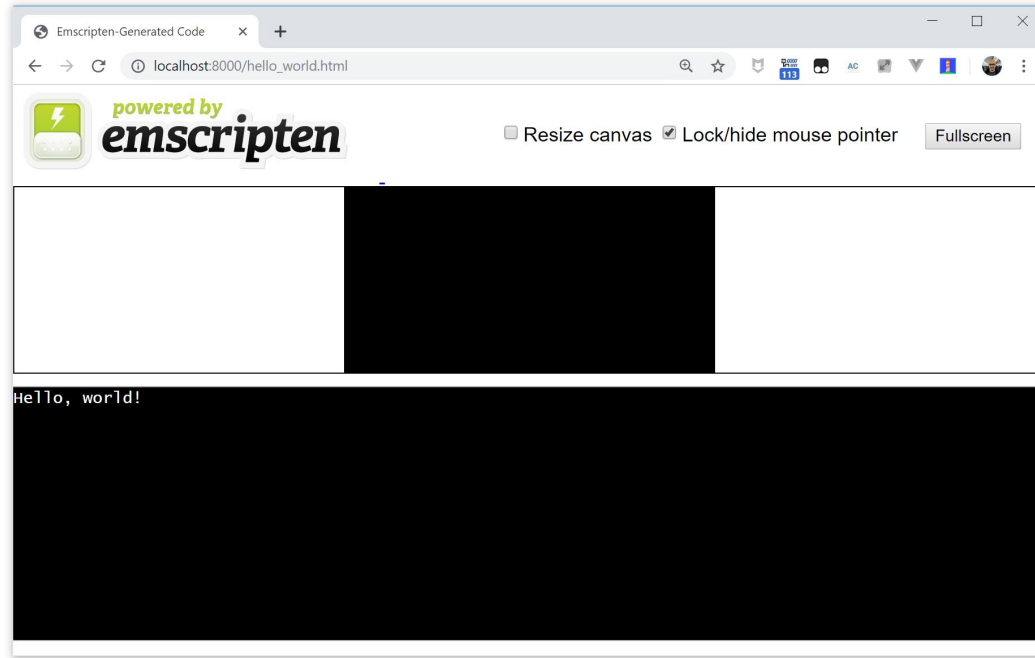 Emscripten-Generated Code
localhost:8000/hello_world.html
113
AC
powered by
emscripten
Resize canvas
Lock/hide mouse pointer
Fullscreen
Hello, world!